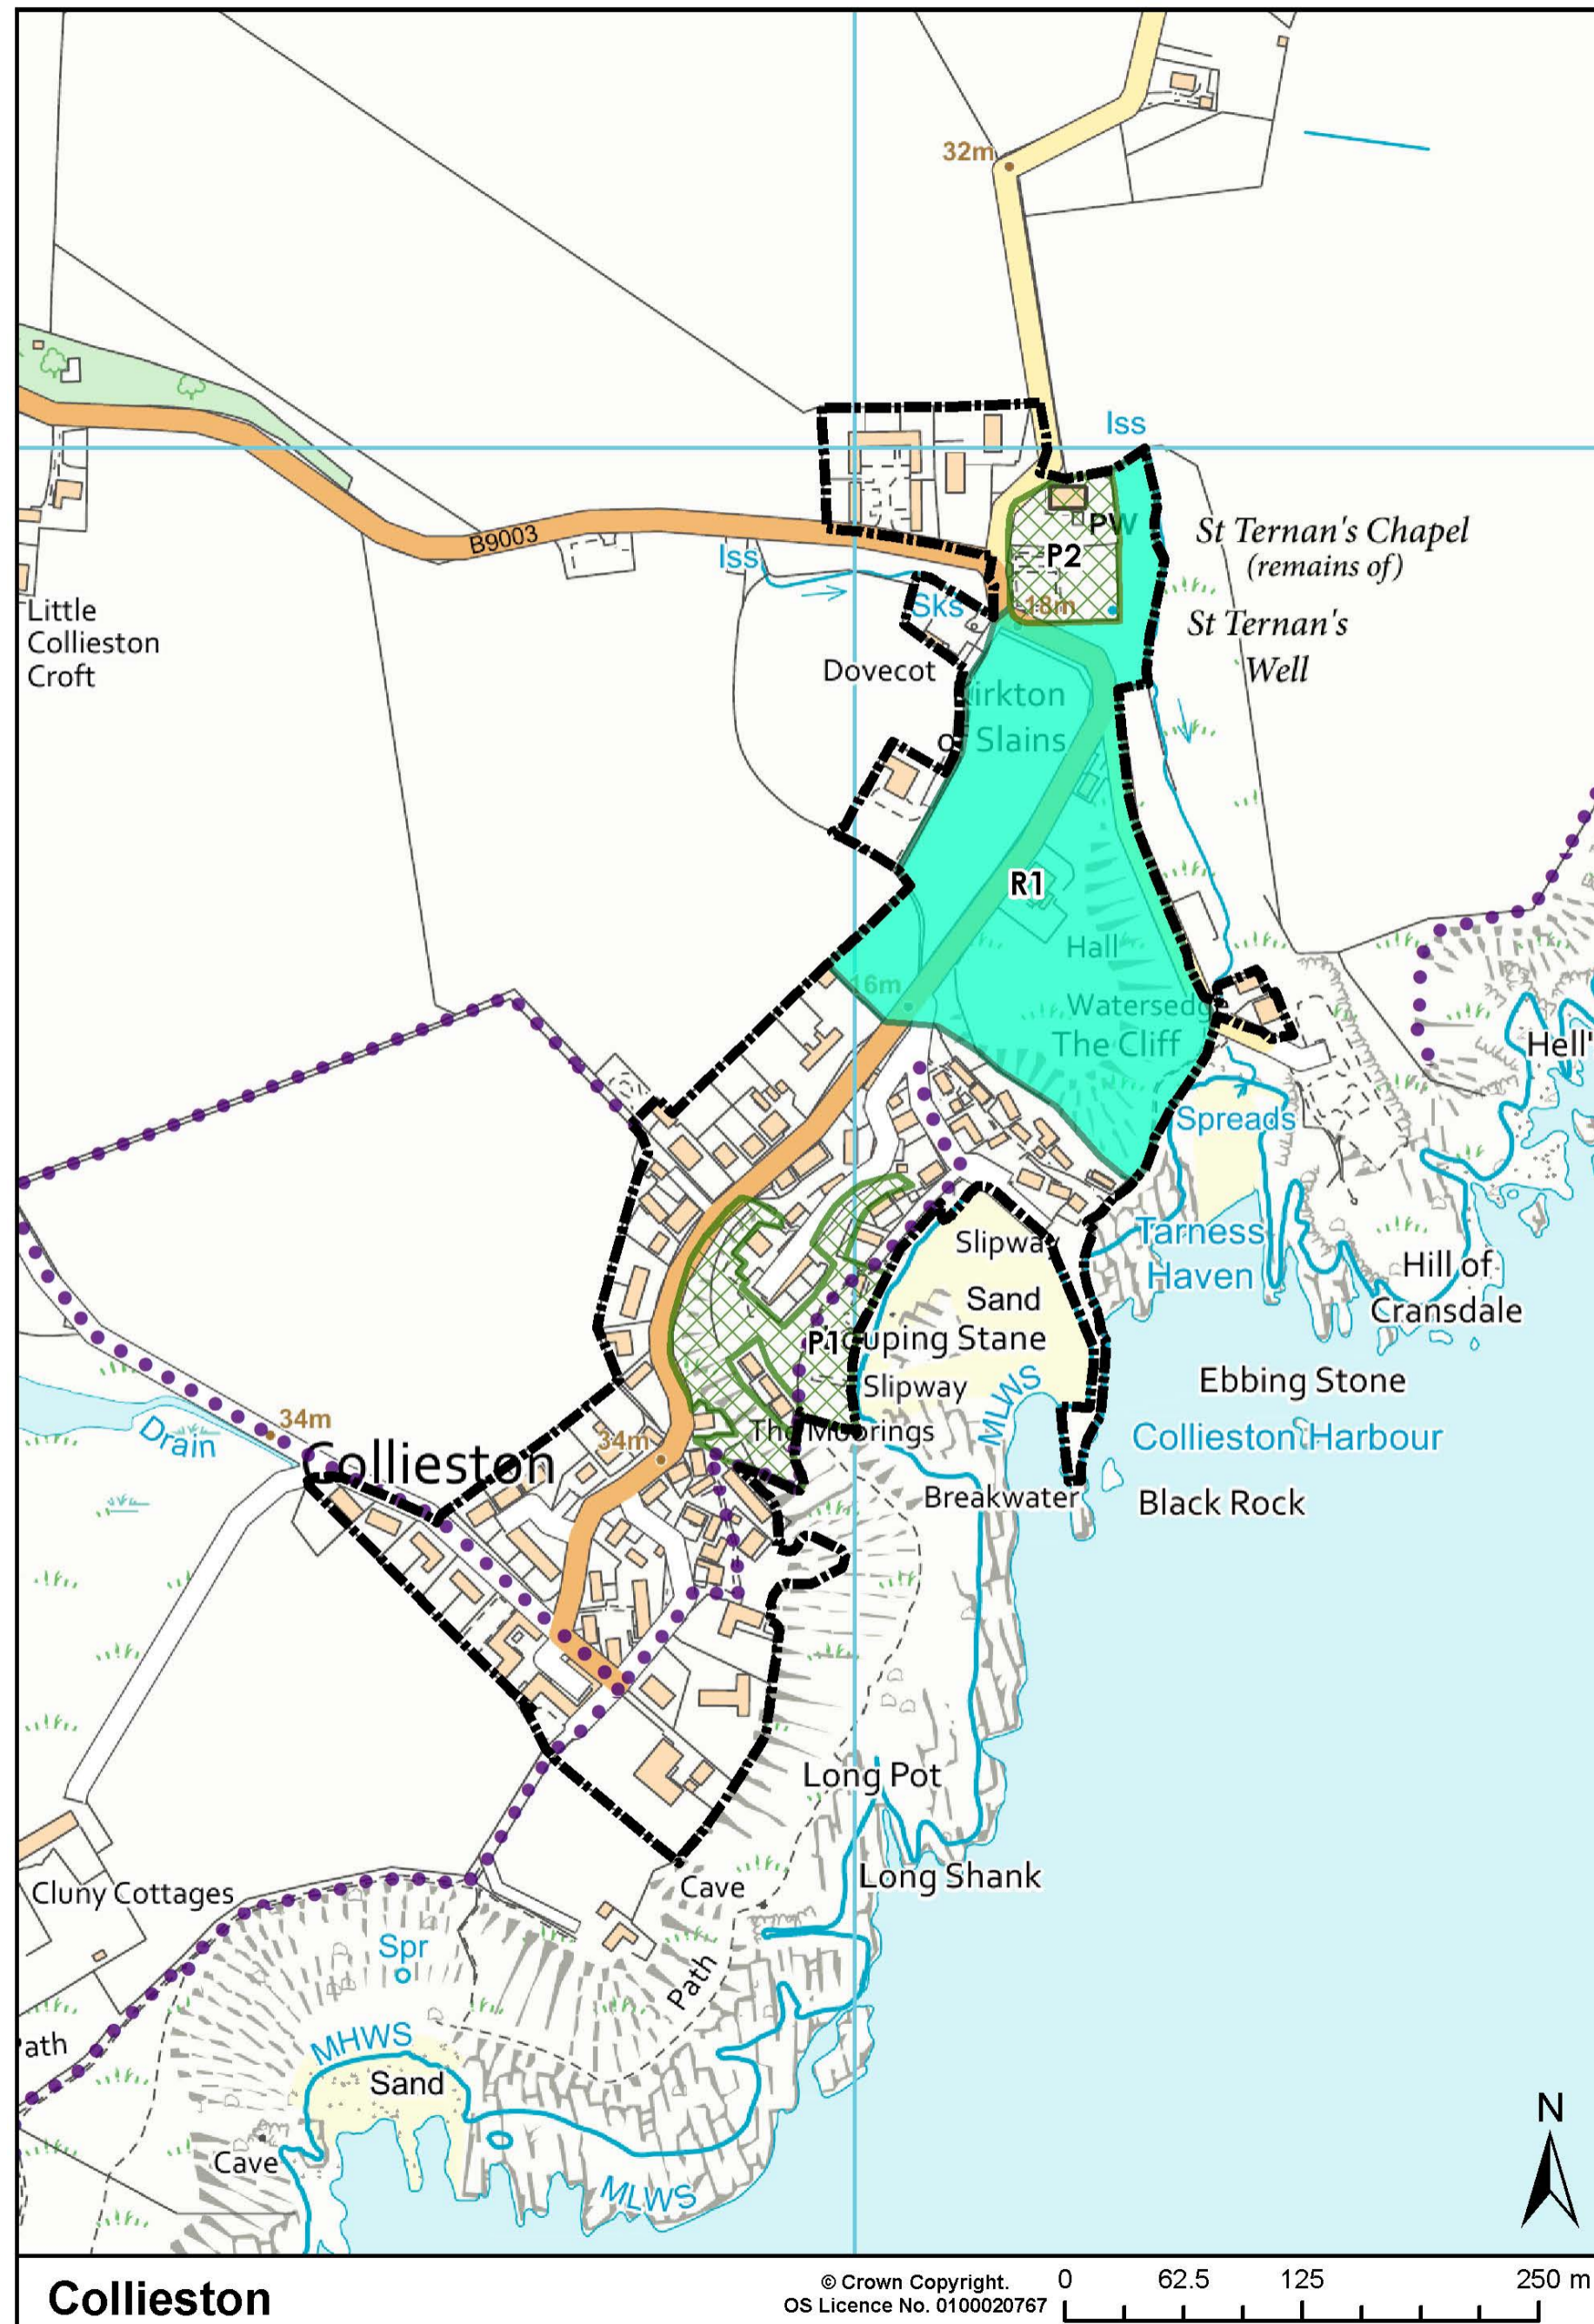 32m
Iss
B9003
PW
St Ternan's Chapel
(remains of)
Iss
P2
Sks
18m
Little
Collieston
Croft
St Ternan's
Well
Dovecot
irkton
of Slains
R1
Hall
16m
Watersedge
The Cliff
Hell'
Spreads
Tarness
Haven
Slipway
Hill of
Cransdale
Sand
P1
ouping Stane
Slipway
MLWS
Ebbing Stone
34m
Drain
The Moorings
Collieston Harbour
34m
Collieston
Breakwater
Black Rock
Long Pot
Long Shank
Cave
Cluny Cottages
Spr
Path
ath
MHWS
Sand
Cave
MLWS
N
Collieston
© Crown Copyright.
OS Licence No. 0100020767
0 62.5 125 250 m